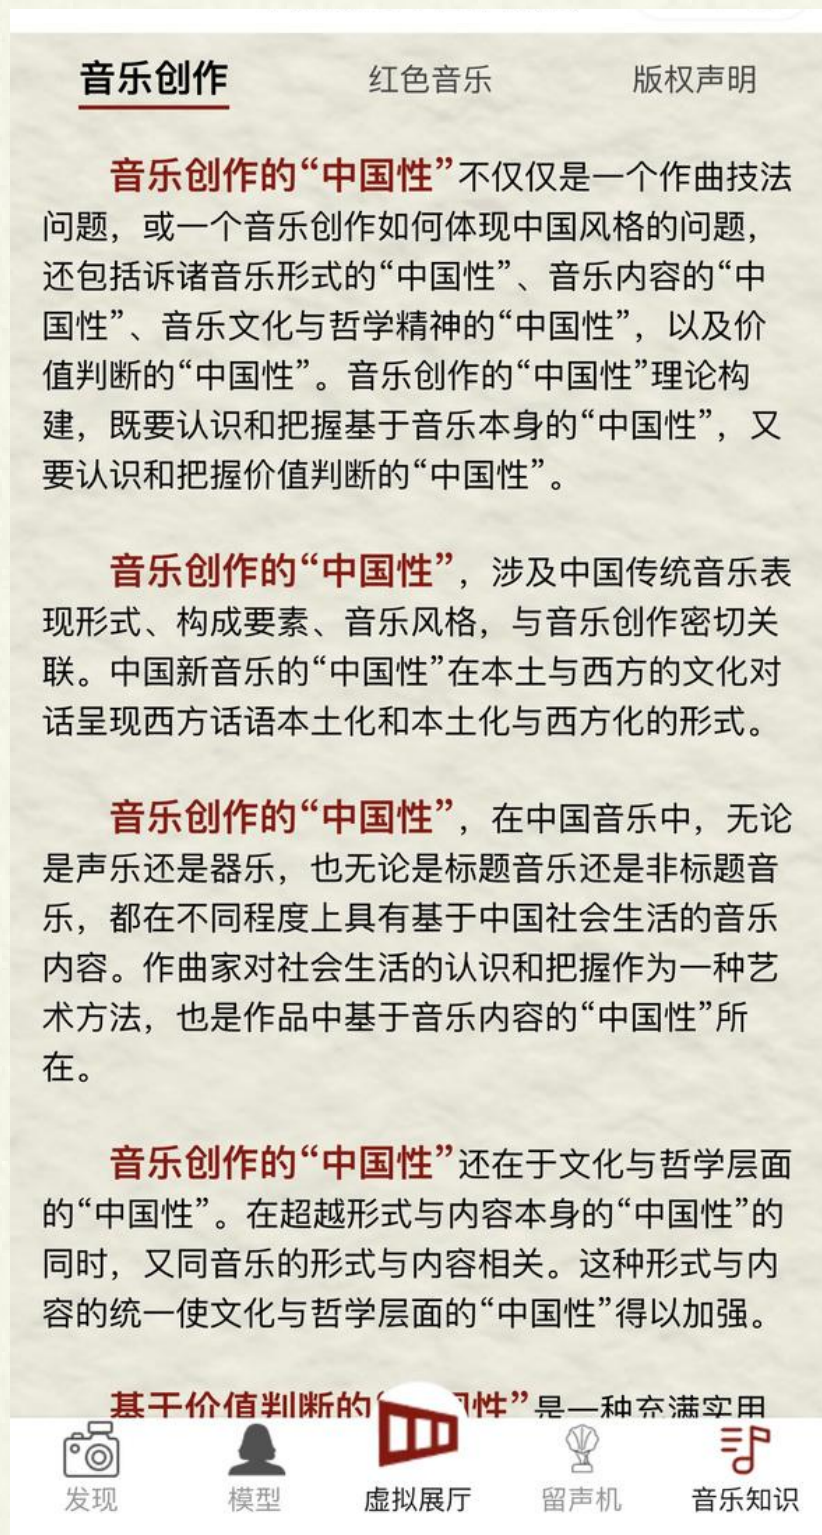 音乐创作 红色音乐 版权声明
音乐创作的“中国性”不仅仅是一个作曲技法
问题，或一个音乐创作如何体现中国风格的问题，
还包括诉诸音乐形式的“中国性”、音乐内容的“中
国性”、音乐文化与哲学精神的“中国性”，以及价
值判断的“中国性”。音乐创作的“中国性”理论构
建，既要认识和把握基于音乐本身的“中国性”，又
要认识和把握价值判断的“中国性”。
音乐创作的“中国性”，涉及中国传统音乐表
现形式、构成要素、音乐风格，与音乐创作密切关
联。中国新音乐的“中国性”在本土与西方的文化对
话呈现西方话语本土化和本土化与西方化的形式。
音乐创作的“中国性”，在中国音乐中，无论
是声乐还是器乐，也无论是标题音乐还是非标题音
乐，都在不同程度上具有基于中国社会生活的音乐
内容。作曲家对社会生活的认识和把握作为一种艺
术方法，也是作品中基于音乐内容的“中国性”所
在。
音乐创作的“中国性”还在于文化与哲学层面
的“中国性”。在超越形式与内容本身的“中国性”的
同时，又同音乐的形式与内容相关。这种形式与内
容的统一使文化与哲学层面的“中国性”得以加强。
基于价值判断的 国性”是一种充满实用
发现 模型 虚拟展厅 留声机 音乐知识